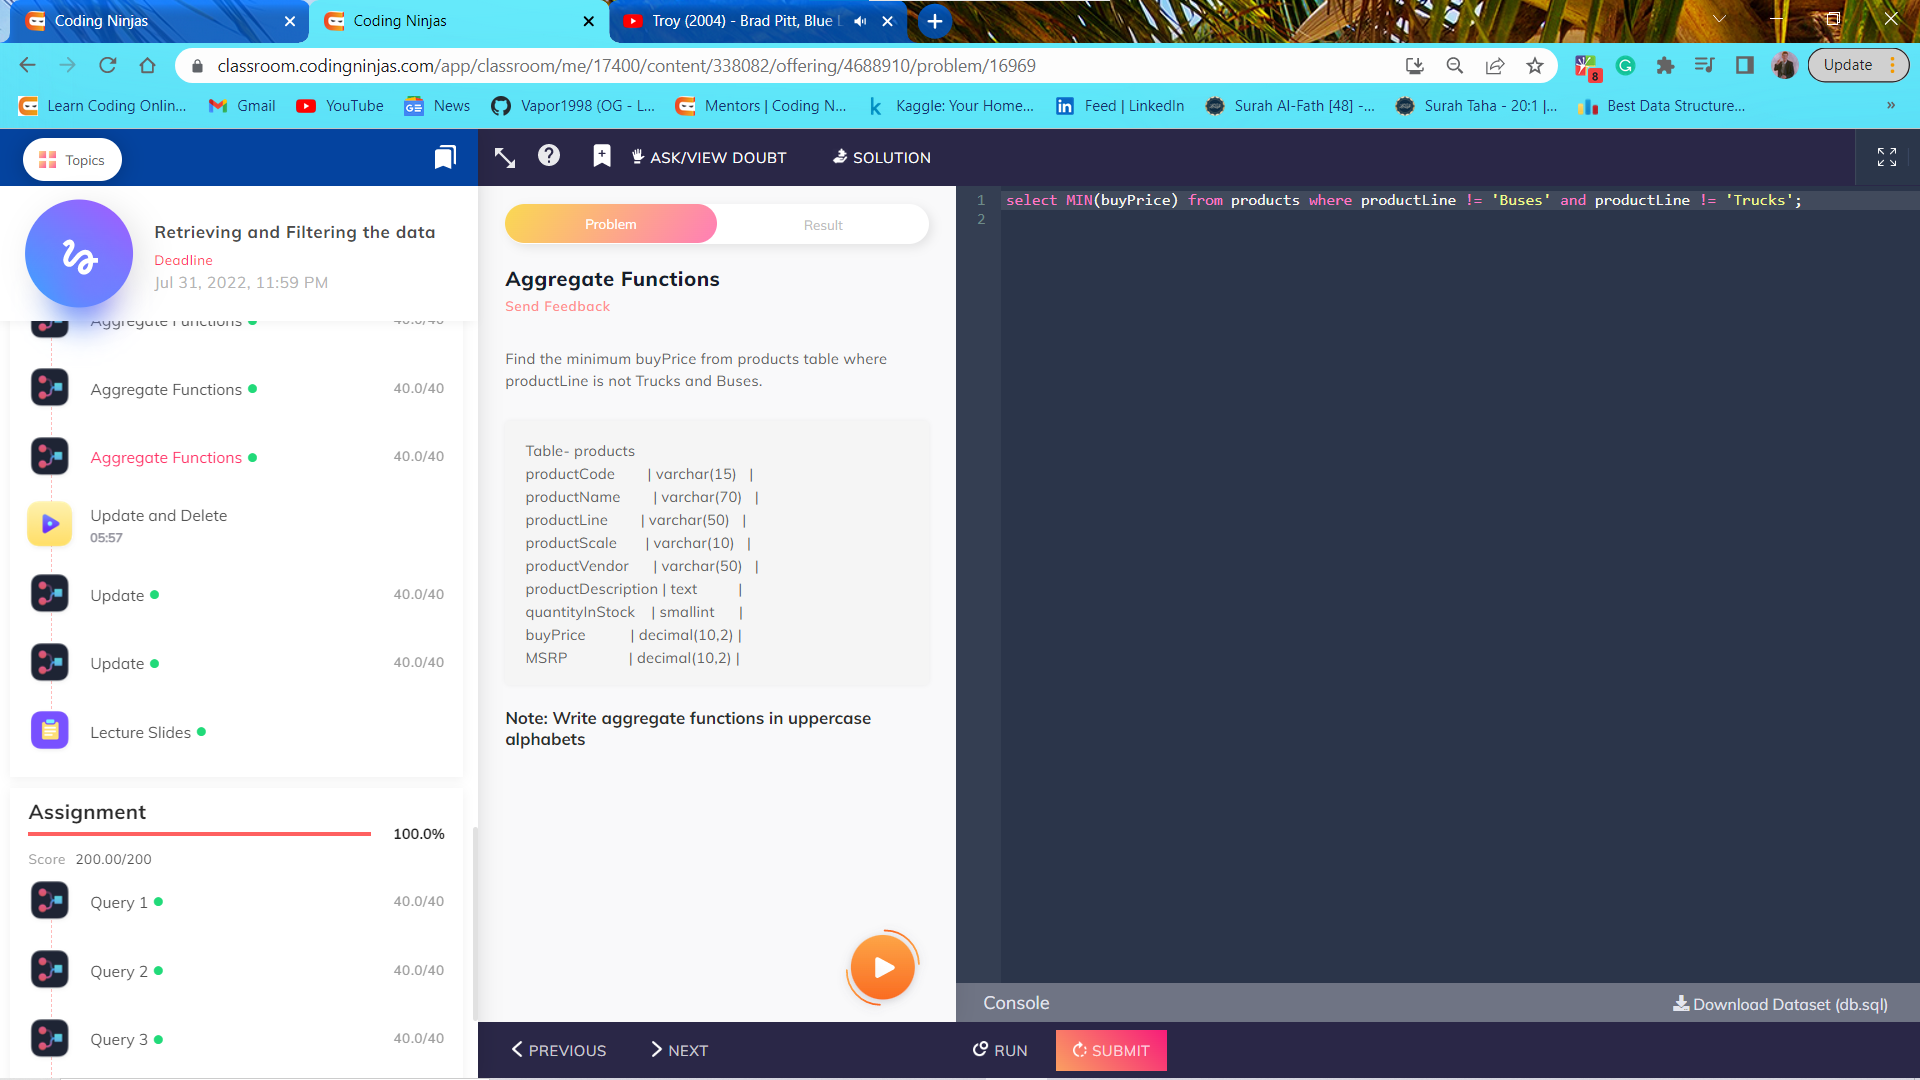 Coding Ninjas
Coding Ninjas
Troy (2004) - Brad Pitt, Blue L
classroom.codingninjas.com/app/classroom/me/17400/content/338082/offering/4688910/problem/16969
8
Update
Learn Coding Onlin...
Gmail
YouTube
News
Vapor1998 (OG - L...
Mentors | Coding N...
Kaggle: Your Home...
Feed | LinkedIn
Surah Al-Fath [48] -...
Surah Taha - 20:1 |...
Best Data Structure...
»
Topics
ASK/VIEW DOUBT
SOLUTION
Retrieving and Filtering the data
Deadline
Jul 31, 2022, 11:59 PM
Aggregate Functions 40.0/40
Aggregate Functions 40.0/40
Aggregate Functions 40.0/40
Update and Delete
05:57
Update 40.0/40
Update 40.0/40
Lecture Slides
Assignment
100.0%
Score 200.00/200
Query 1 40.0/40
Query 2 40.0/40
Query 3 40.0/40
Problem
Result
Aggregate Functions
Send Feedback
Find the minimum buyPrice from products table where
productLine is not Trucks and Buses.
Table- products
productCode | varchar(15) |
productName | varchar(70) |
productLine | varchar(50) |
productScale | varchar(10) |
productVendor | varchar(50) |
productDescription | text |
quantityInStock | smallint |
buyPrice | decimal(10,2) |
MSRP | decimal(10,2) |
Note: Write aggregate functions in uppercase
alphabets
1 select MIN(buyPrice) from products where productLine != 'Buses' and productLine != 'Trucks';
2
Console
Download Dataset (db.sql)
PREVIOUS
NEXT
RUN
SUBMIT